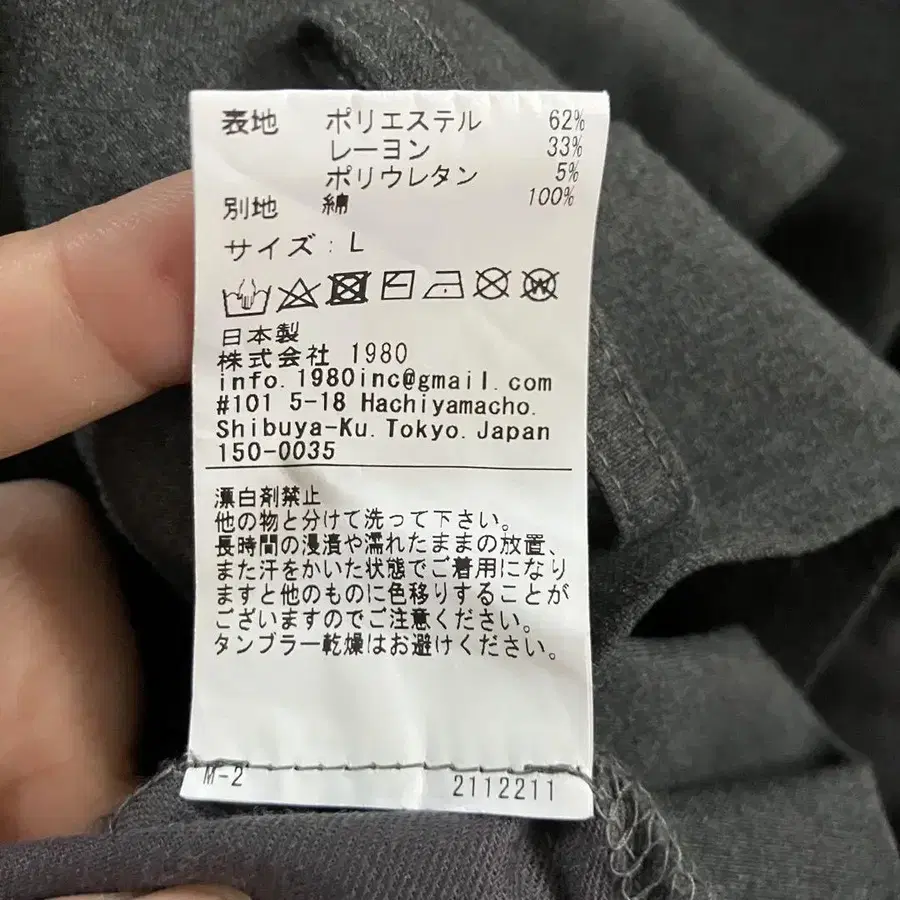 表地 ポリエステル 62%
レーヨン 33%
ポリウレタン 5%
別地 綿 100%
サイズ:L
日本製
株式会社 1980
info.1980inc@gmail.com
#101 5-18 Hachiyamacho.
Shibuya-Ku.Tokyo.Japan
150-0035
漂白剤禁止
他の物と分けて洗って下さい。
長時間の浸漬や濡れたままの放置、
また汗をかいた状態でご着用になり
ますと他のものに色移りすることが
ございますのでご注意ください。
タンブラー乾燥はお避けください。
M-2 2112211